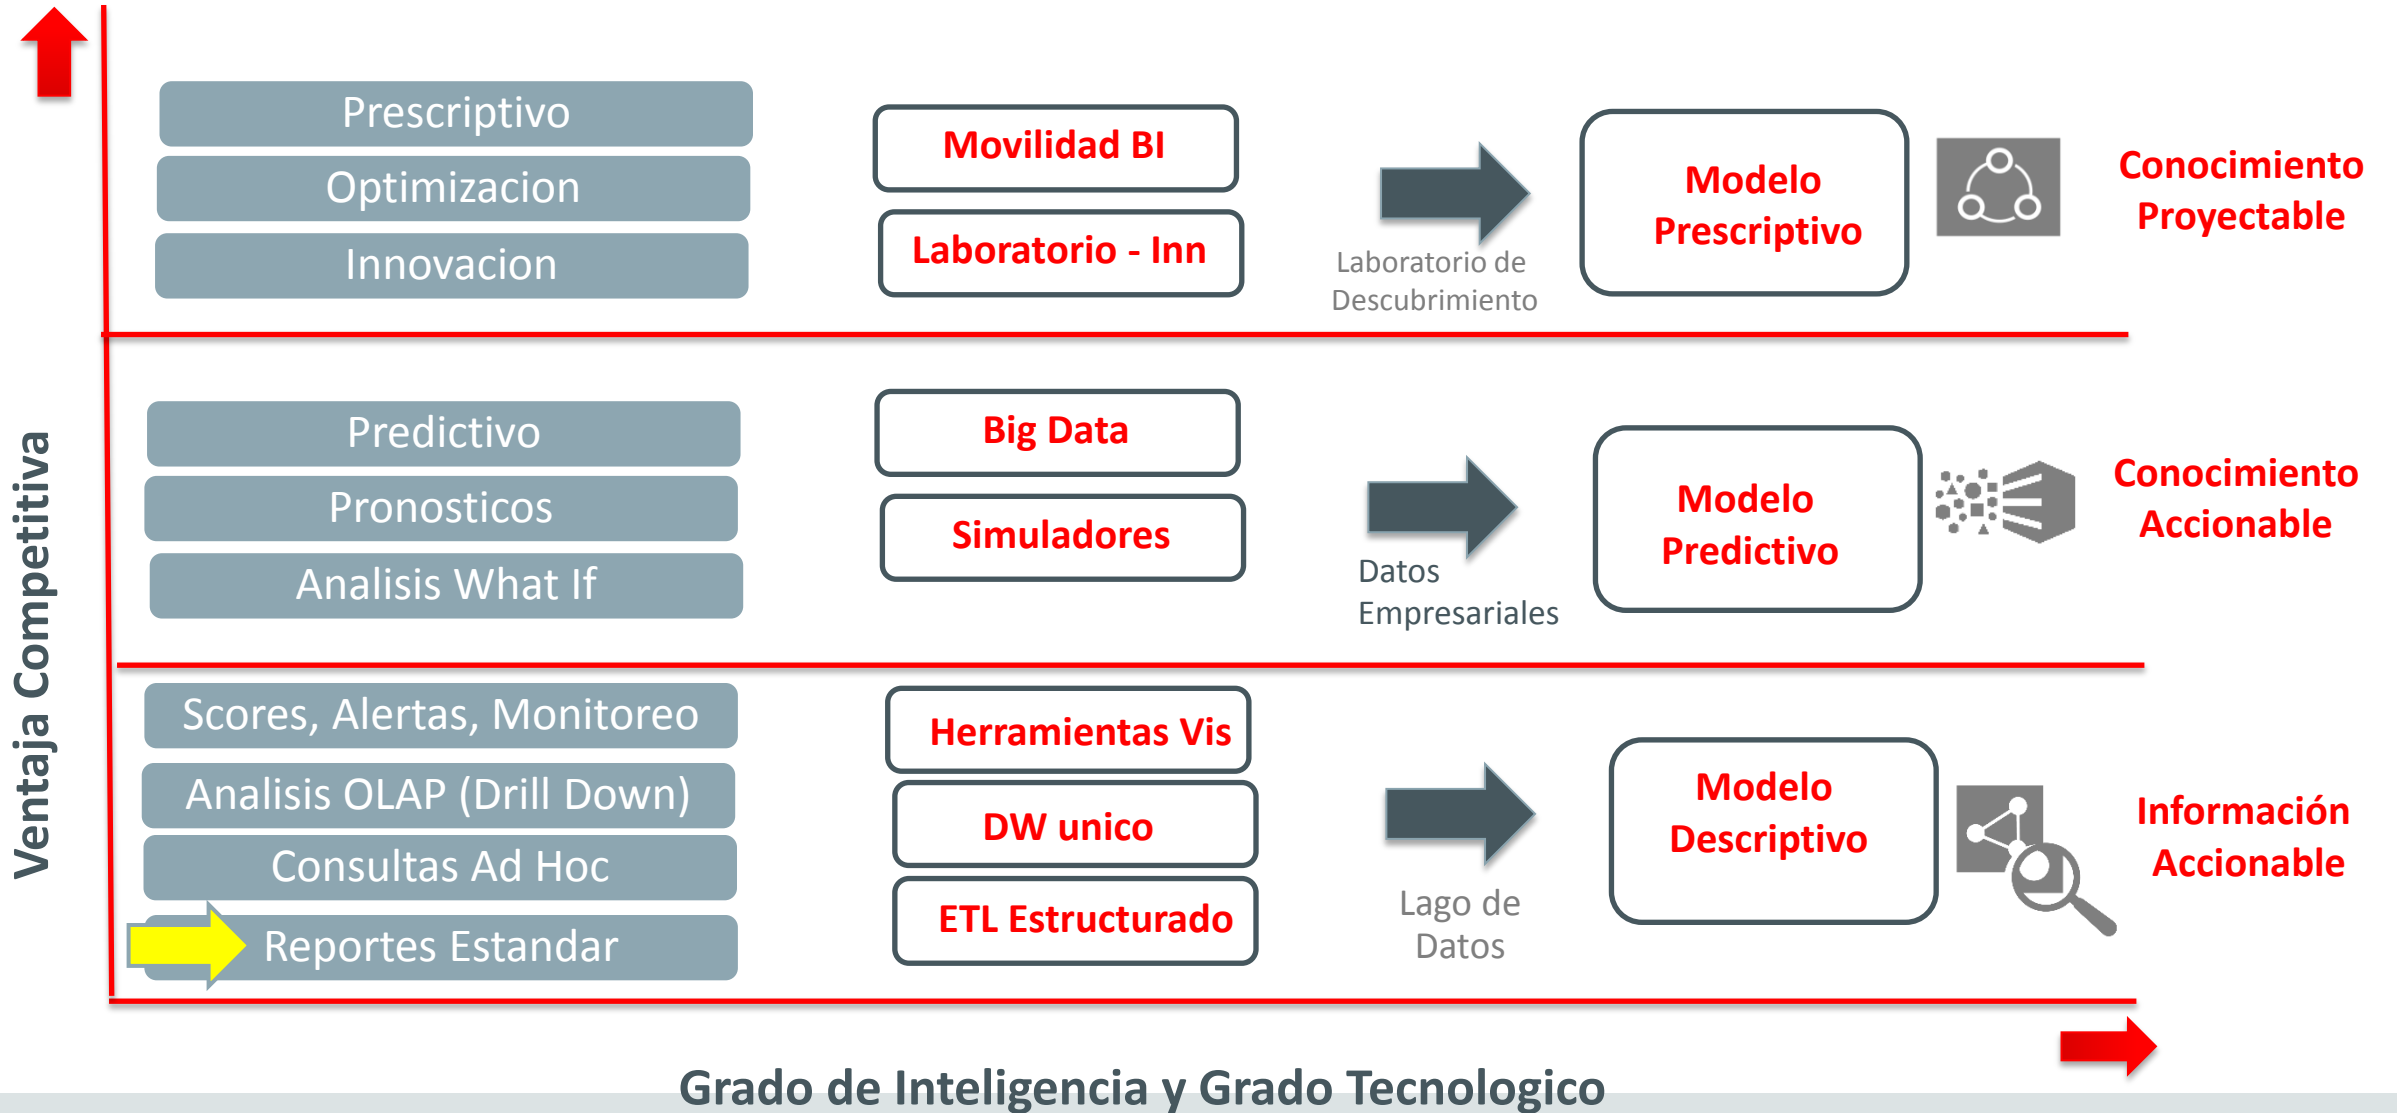 Prescriptivo
Optimizacion
Innovacion
Movilidad BI
Laboratorio - Inn
Laboratorio de
Descubrimiento
Modelo
Prescriptivo
Conocimiento
Proyectable
Predictivo
Pronosticos
Analisis What If
Big Data
Simuladores
Datos
Empresariales
Modelo
Predictivo
Conocimiento
Accionable
Scores, Alertas, Monitoreo
Analisis OLAP (Drill Down)
Consultas Ad Hoc
Reportes Estandar
Herramientas Vis
DW unico
ETL Estructurado
Lago de
Datos
Modelo
Descriptivo
Información
Accionable
Ventaja Competitiva
Grado de Inteligencia y Grado Tecnologico